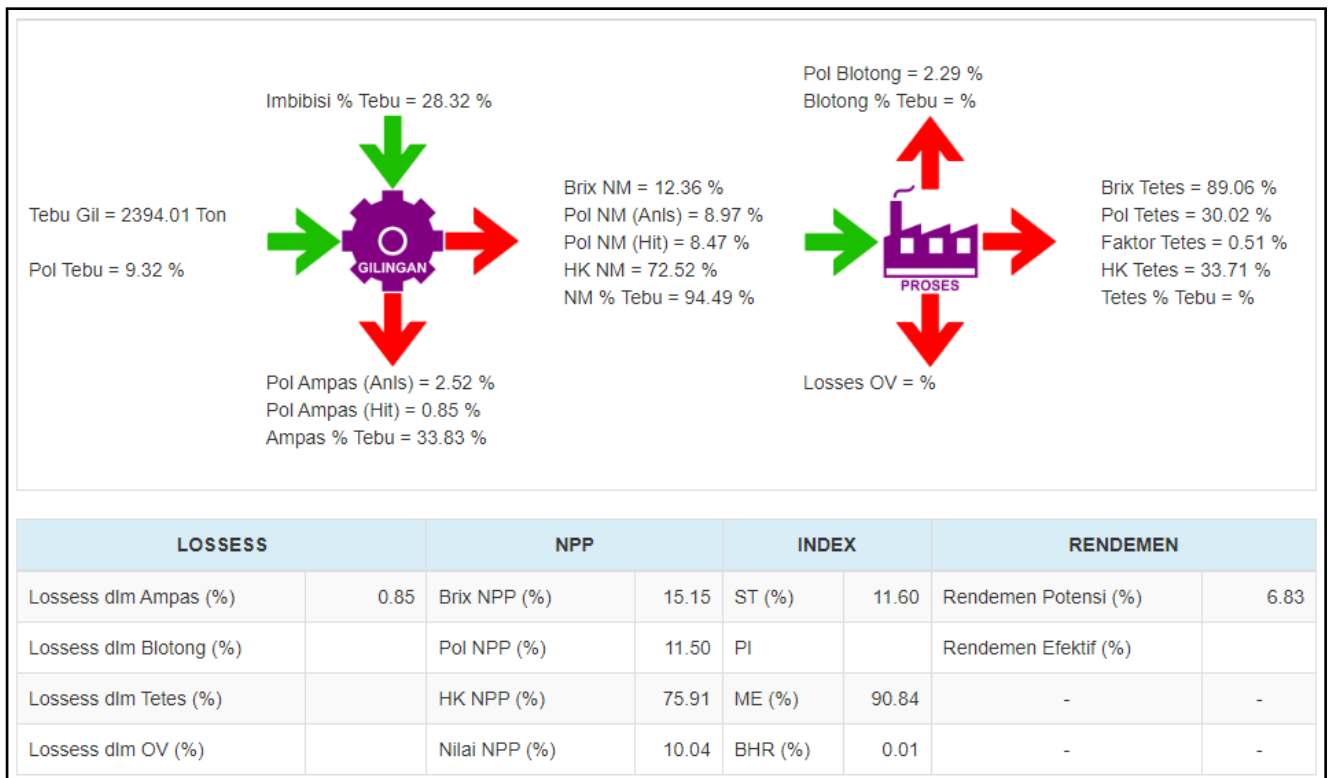 Imbibisi % Tebu = 28.32 %
Tebu Gil = 2394.01 Ton
Pol Tebu = 9.32 %
GILINGAN
Pol Ampas (Anls) = 2.52 %
Pol Ampas (Hit) = 0.85 %
Ampas % Tebu = 33.83 %
Brix NM = 12.36 %
Pol NM (Anls) = 8.97 %
Pol NM (Hit) = 8.47 %
HK NM = 72.52 %
NM % Tebu = 94.49 %
Pol Blotong = 2.29 %
Blotong % Tebu = %
PROSES
Losses OV = %
Brix Tetes = 89.06 %
Pol Tetes = 30.02 %
Faktor Tetes = 0.51 %
HK Tetes = 33.71 %
Tetes % Tebu = %
LOSSESS NPP INDEX RENDEMEN
Lossess dlm Ampas (%) 0.85 Brix NPP (%) 15.15 ST (%) 11.60 Rendemen Potensi (%) 6.83
Lossess dlm Blotong (%) Pol NPP (%) 11.50 PI Rendemen Efektif (%)
Lossess dlm Tetes (%) HK NPP (%) 75.91 ME (%) 90.84 - -
Lossess dlm OV (%) Nilai NPP (%) 10.04 BHR (%) 0.01 - -